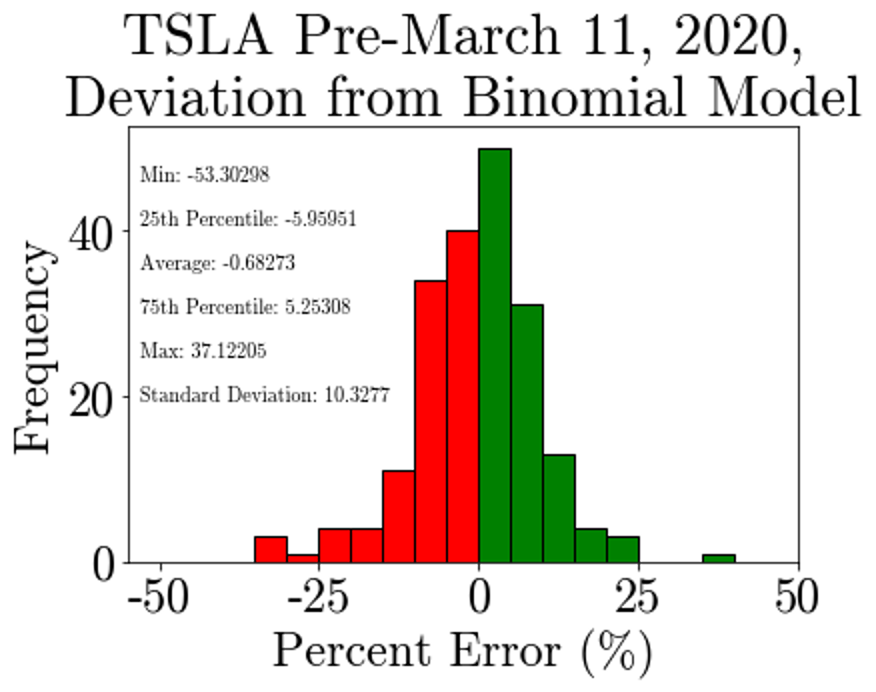 TSLA Pre-March 11, 2020,
Deviation from Binomial Model
Min: -53.30298
25th Percentile: -5.95951
Average: -0.68273
75th Percentile: 5.25308
Max: 37.12205
Standard Deviation: 10.3277
Frequency
40
20
0
-50 -25 0 25 50
Percent Error (%)